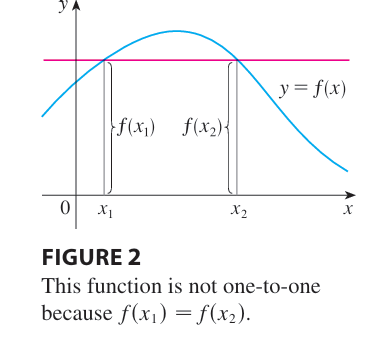 y
y = f(x)
f(x₁) f(x₂)
0 x₁ x₂ x
FIGURE 2
This function is not one-to-one
because f(x₁) = f(x₂).